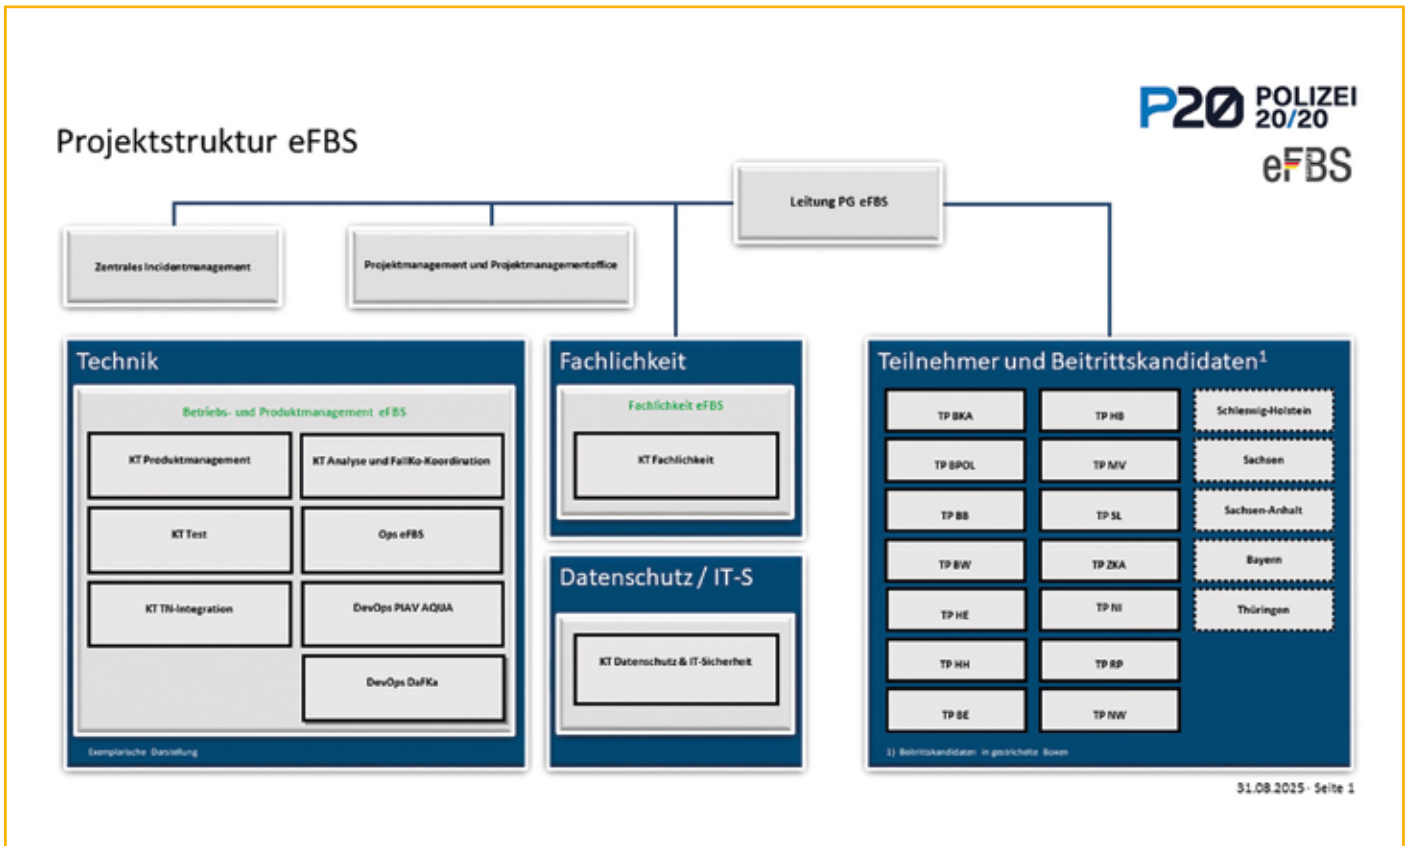 P20 POLIZEI
20/20
eFBS
Projektstruktur eFBS
Leitung PG eFBS
Zentrales Incidentmanagement
Projektmanagement und Projektmanagementoffice
Technik
Betriebs- und Produktmanagement eFBS
KT Produktmanagement
KT Analyse und FallKo-Koordination
KT Test
Ops eFBS
KT TN-Integration
DevOps PIAV AQUA
DevOps DaFKa
Exemplarische Darstellung
Fachlichkeit
Fachlichkeit eFBS
KT Fachlichkeit
Datenschutz / IT-S
KT Datenschutz & IT-Sicherheit
Teilnehmer und Beitrittskandidaten¹
TP BKA
TP HB
Schleswig-Holstein
TP BPOL
TP MV
Sachsen
TP BB
TP SL
Sachsen-Anhalt
TP BW
TP ZKA
Bayern
TP HE
TP NI
Thüringen
TP HH
TP RP
TP BE
TP NW
1) Beitrittskandidaten in gestrichelte Boxen
31.08.2025 · Seite 1